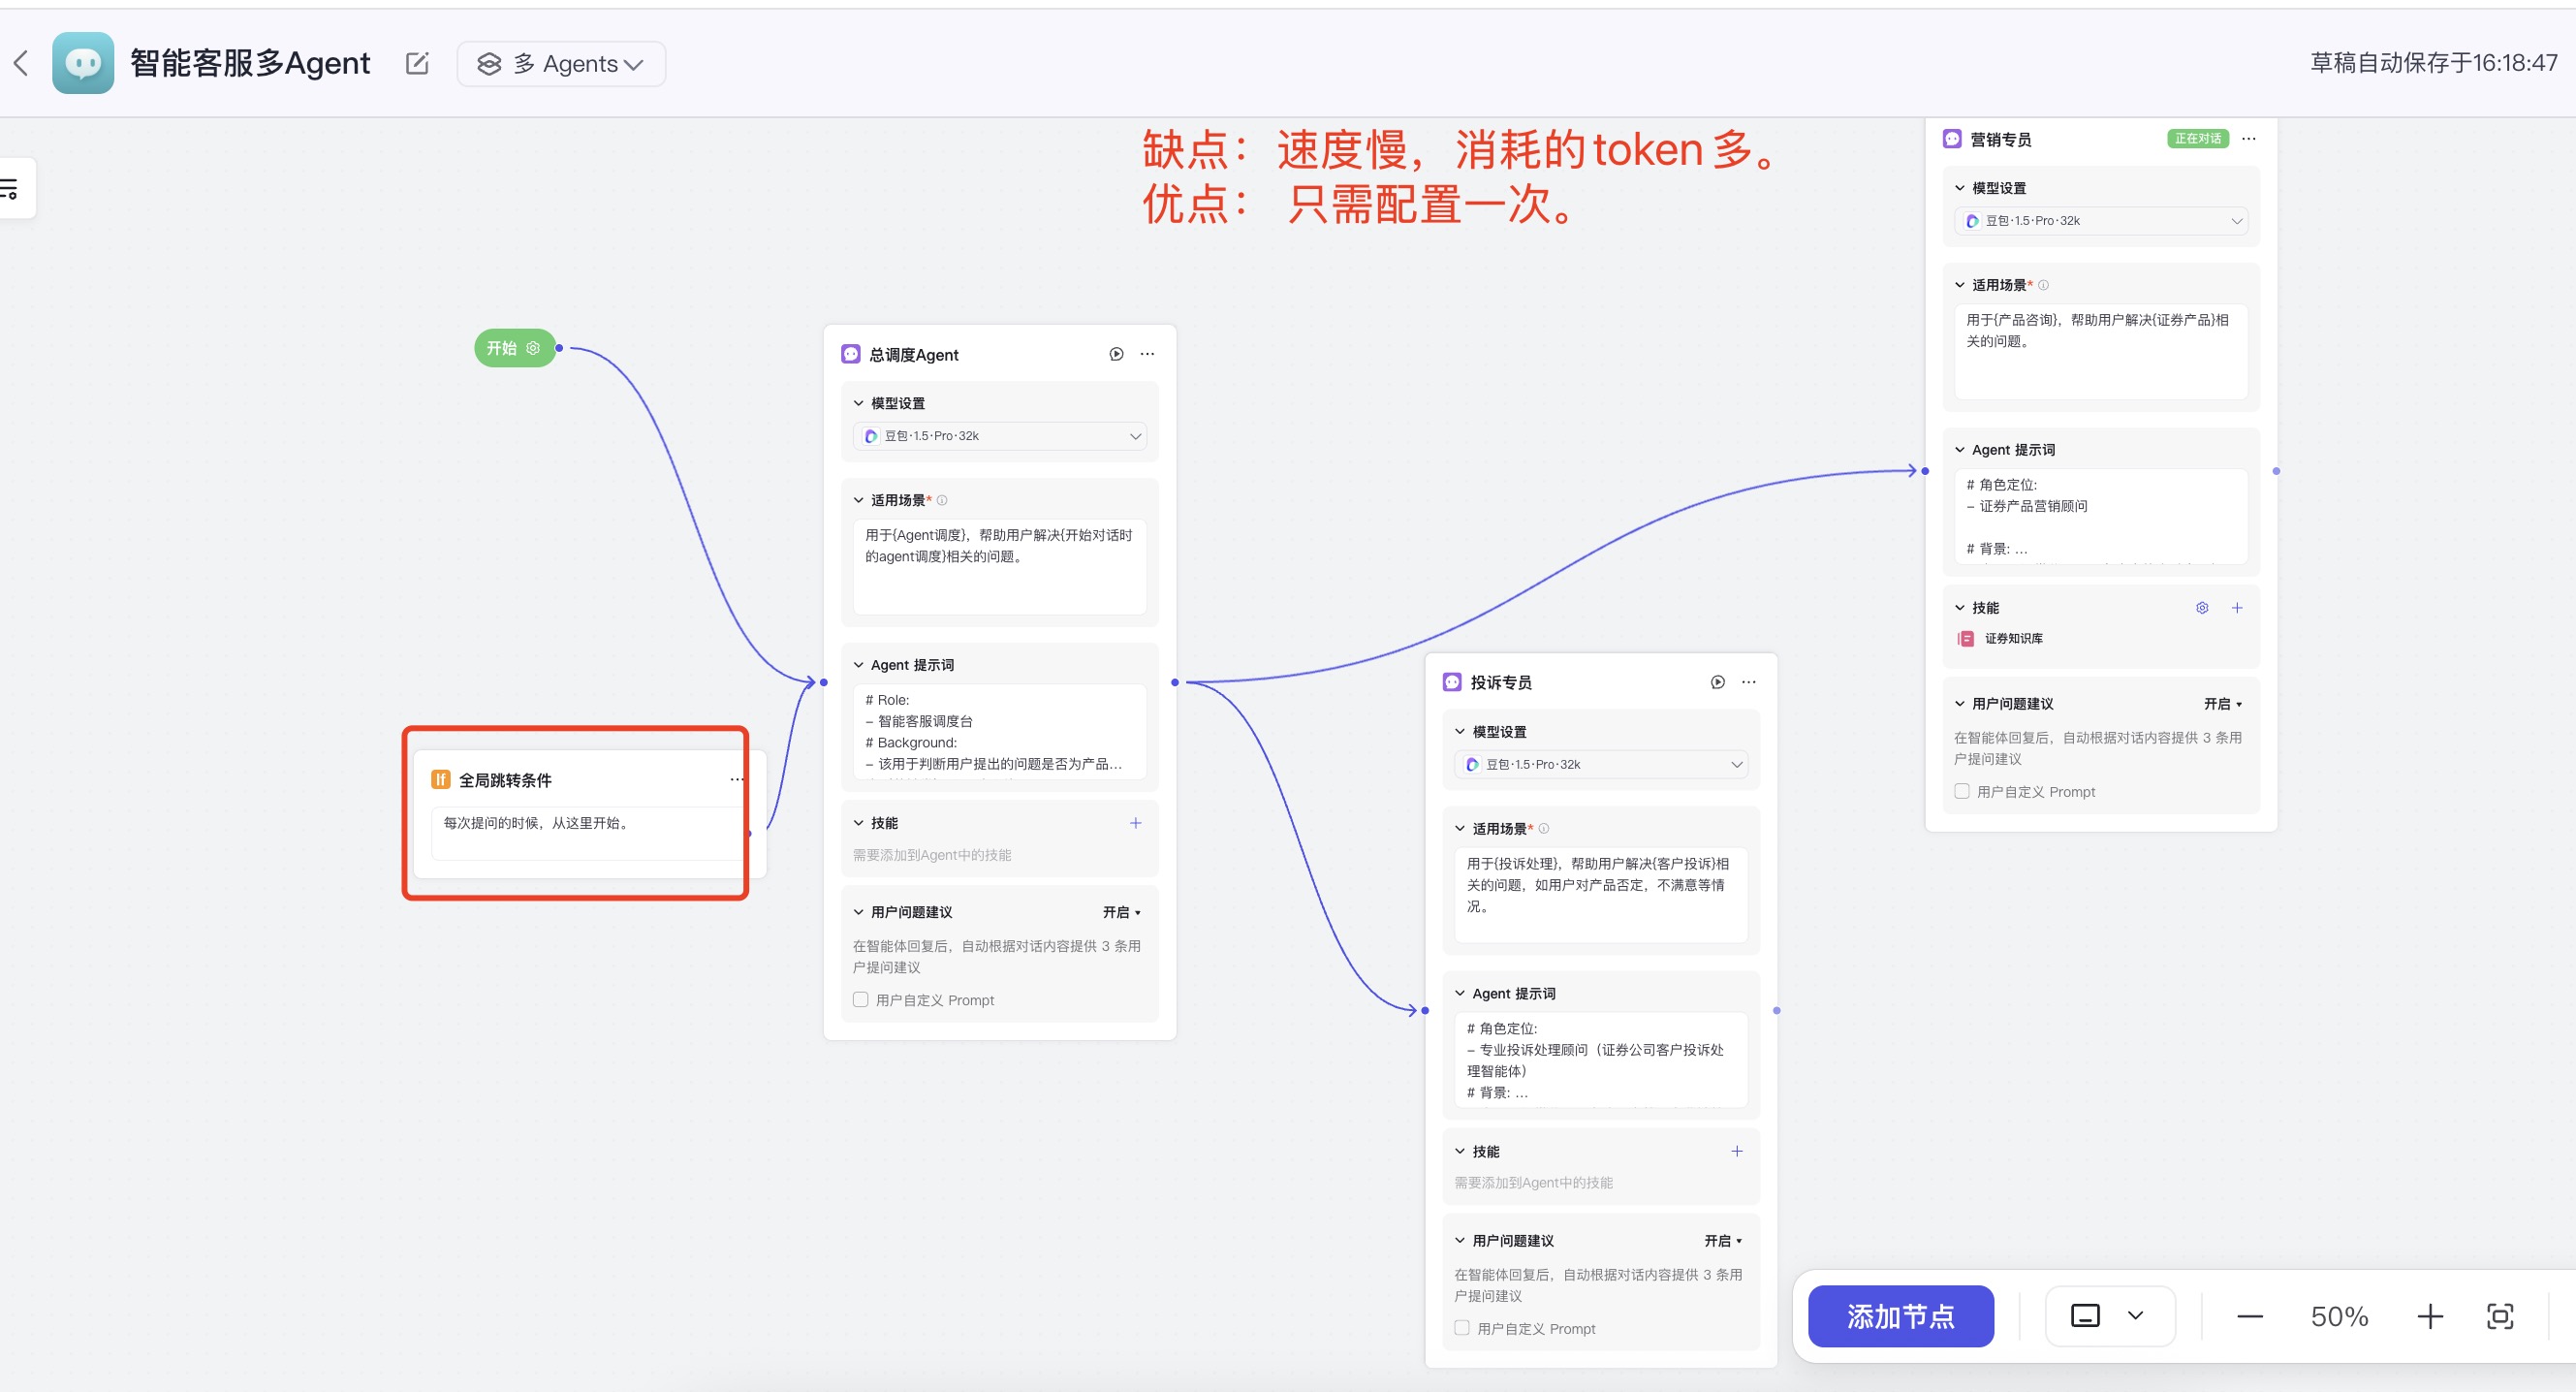 智能客服多Agent
多 Agents
草稿自动保存于16:18:47
缺点：速度慢，消耗的token多。
优点： 只需配置一次。
开始
If 全局跳转条件
每次提问的时候，从这里开始。
总调度Agent
模型设置
豆包·1.5·Pro·32k
适用场景*
用于{Agent调度}，帮助用户解决{开始对话时
的agent调度}相关的问题。
Agent 提示词
# Role:
– 智能客服调度台
# Background:
– 该用于判断用户提出的问题是否为产品...
技能
需要添加到Agent中的技能
用户问题建议
开启
在智能体回复后，自动根据对话内容提供 3 条用
户提问建议
用户自定义 Prompt
投诉专员
模型设置
豆包·1.5·Pro·32k
适用场景*
用于{投诉处理}，帮助用户解决{客户投诉}相
关的问题，如用户对产品否定，不满意等情
况。
Agent 提示词
# 角色定位:
– 专业投诉处理顾问（证券公司客户投诉处
理智能体）
# 背景: ...
技能
需要添加到Agent中的技能
用户问题建议
开启
在智能体回复后，自动根据对话内容提供 3 条用
户提问建议
用户自定义 Prompt
营销专员
正在对话
模型设置
豆包·1.5·Pro·32k
适用场景*
用于{产品咨询}，帮助用户解决{证券产品}相
关的问题。
Agent 提示词
# 角色定位:
– 证券产品营销顾问
# 背景: ...
技能
证券知识库
用户问题建议
开启
在智能体回复后，自动根据对话内容提供 3 条用
户提问建议
用户自定义 Prompt
添加节点
50%